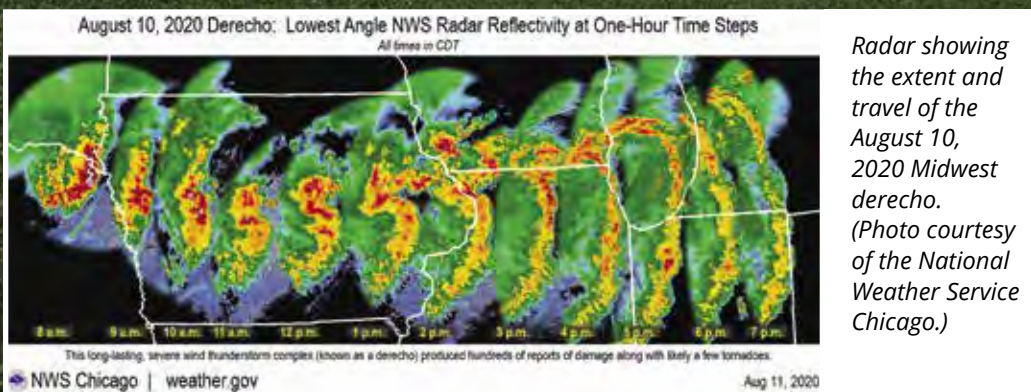 August 10, 2020 Derecho: Lowest Angle NWS Radar Reflectivity at One-Hour Time Steps
All times in CDT
8 a.m. 9 a.m. 10 a.m. 11 a.m. 12 p.m. 1 p.m. 2 p.m. 3 p.m. 4 p.m. 5 p.m. 6 p.m. 7 p.m.
This long-lasting, severe wind thunderstorm complex (known as a derecho) produced hundreds of reports of damage along with likely a few tornadoes.
NWS Chicago | weather.gov
Aug 11, 2020
Radar showing
the extent and
travel of the
August 10,
2020 Midwest
derecho.
(Photo courtesy
of the National
Weather Service
Chicago.)